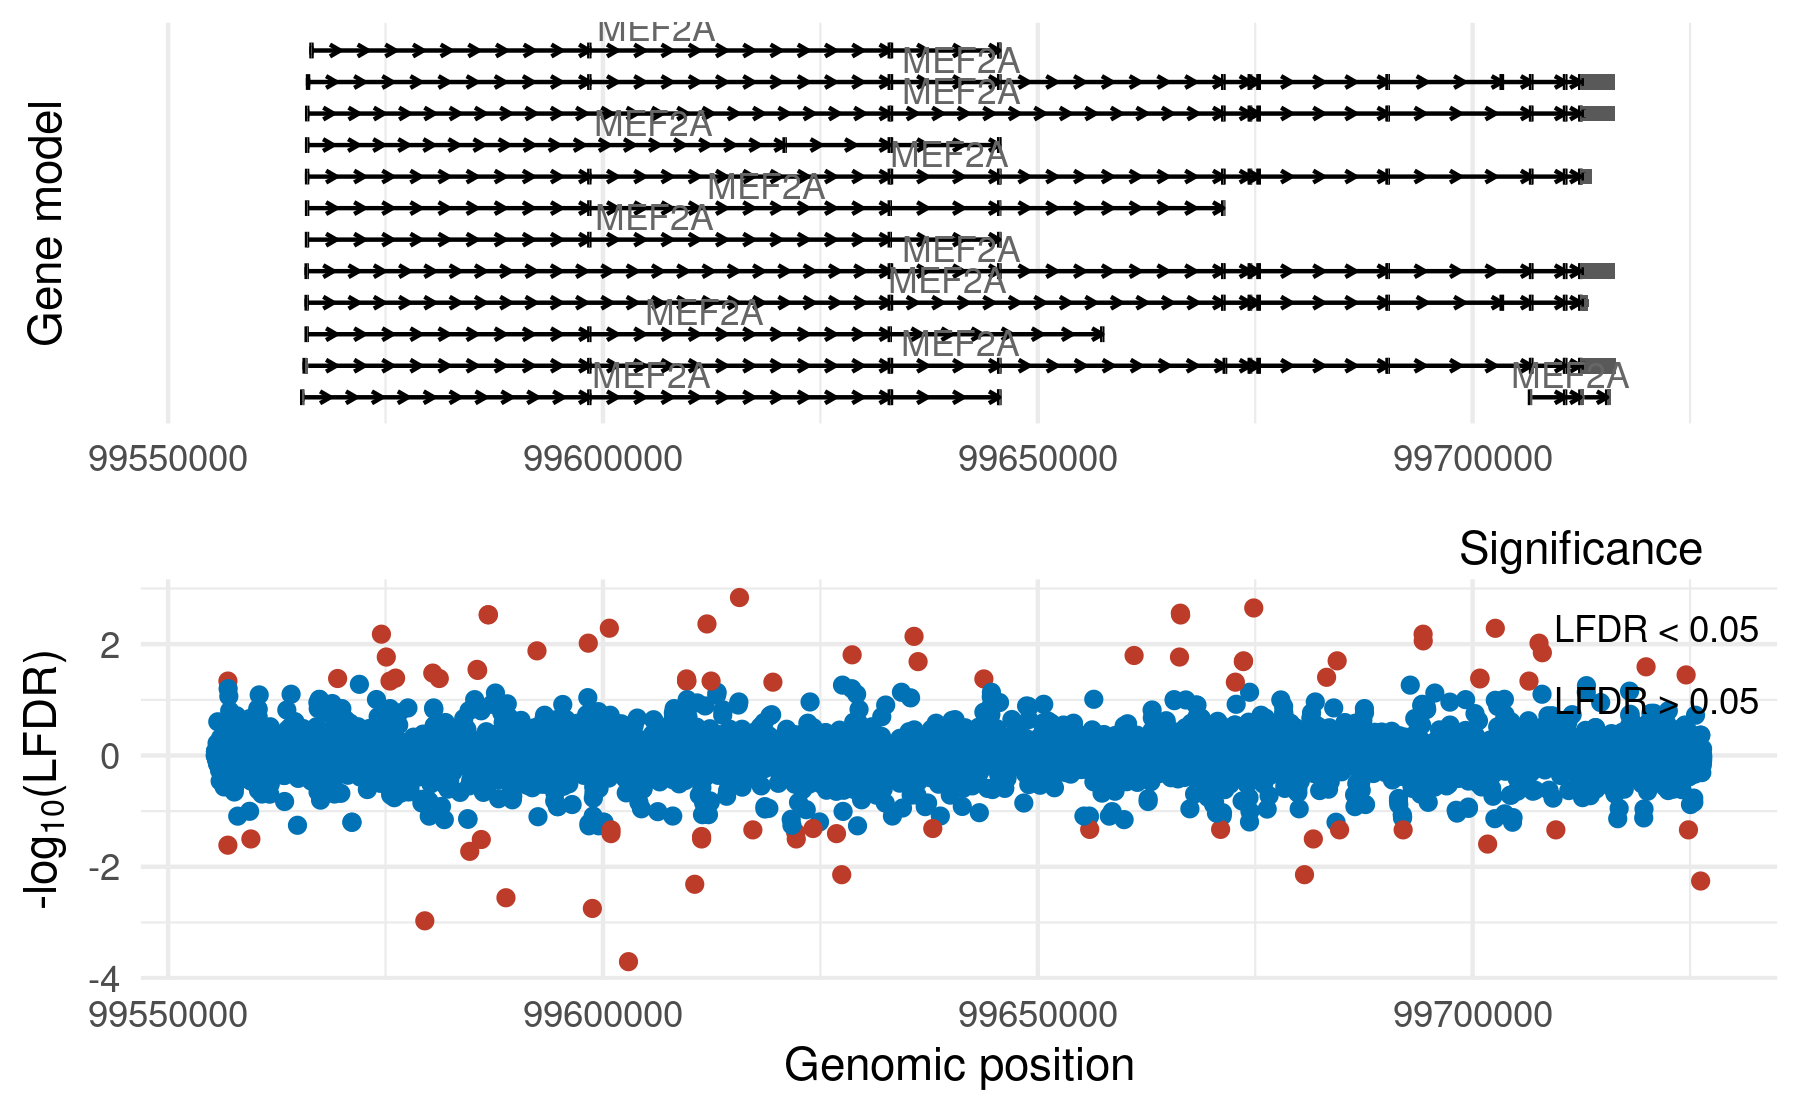 Gene model
MEF2A
MEF2A
MEF2A
MEF2A
MEF2A
MEF2A
MEF2A
MEF2A
MEF2A
MEF2A
MEF2A
MEF2A
MEF2A
99550000 99600000 99650000 99700000
Significance
LFDR < 0.05
LFDR > 0.05
-log10(LFDR)
2
0
-2
-4
99550000 99600000 99650000 99700000
Genomic position